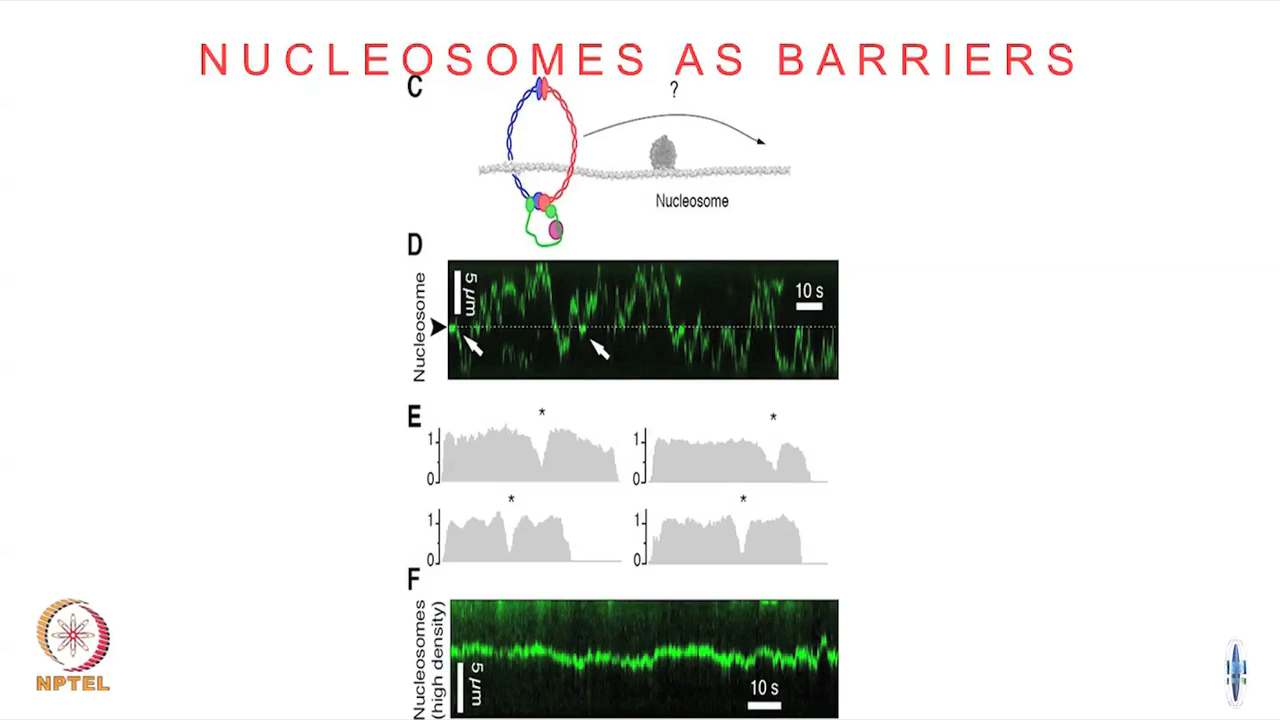 NUCLEOSOMES AS BARRIERS
C
?
Nucleosome
D
Nucleosome
5 μm
10 s
E
*
*
1
0
1
0
*
*
1
0
1
0
F
Nucleosomes
(high density)
5 μm
10 s
NPTEL